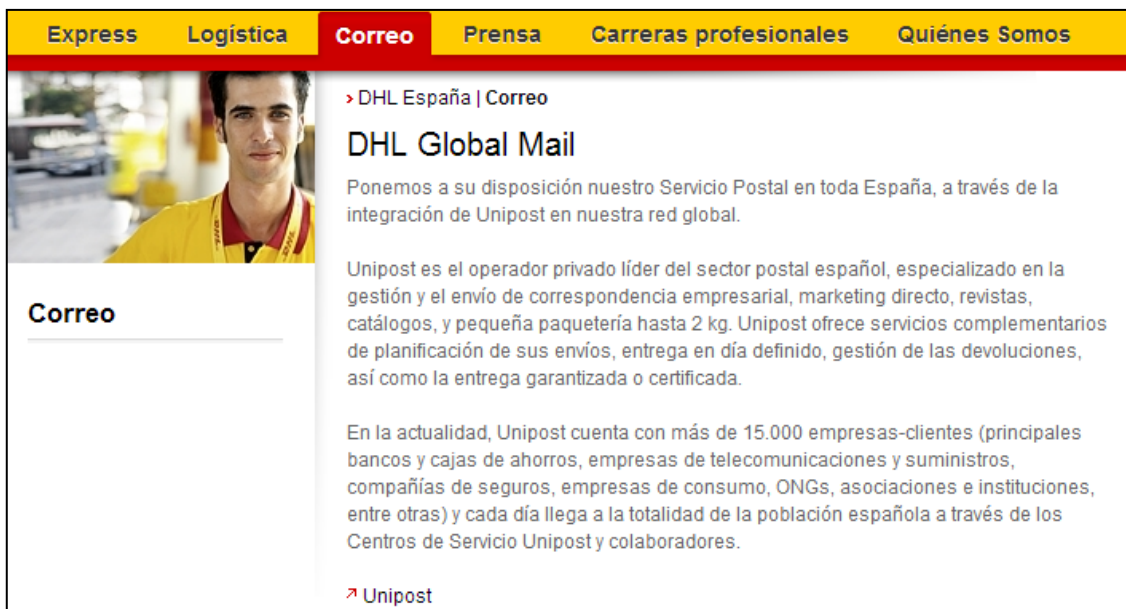 Express Logística Correo Prensa Carreras profesionales Quiénes Somos
› DHL España | Correo
DHL Global Mail
Ponemos a su disposición nuestro Servicio Postal en toda España, a través de la
integración de Unipost en nuestra red global.
Unipost es el operador privado líder del sector postal español, especializado en la
gestión y el envío de correspondencia empresarial, marketing directo, revistas,
catálogos, y pequeña paquetería hasta 2 kg. Unipost ofrece servicios complementarios
de planificación de sus envíos, entrega en día definido, gestión de las devoluciones,
así como la entrega garantizada o certificada.
En la actualidad, Unipost cuenta con más de 15.000 empresas-clientes (principales
bancos y cajas de ahorros, empresas de telecomunicaciones y suministros,
compañías de seguros, empresas de consumo, ONGs, asociaciones e instituciones,
entre otras) y cada día llega a la totalidad de la población española a través de los
Centros de Servicio Unipost y colaboradores.
Unipost
Correo
DHL
DHL